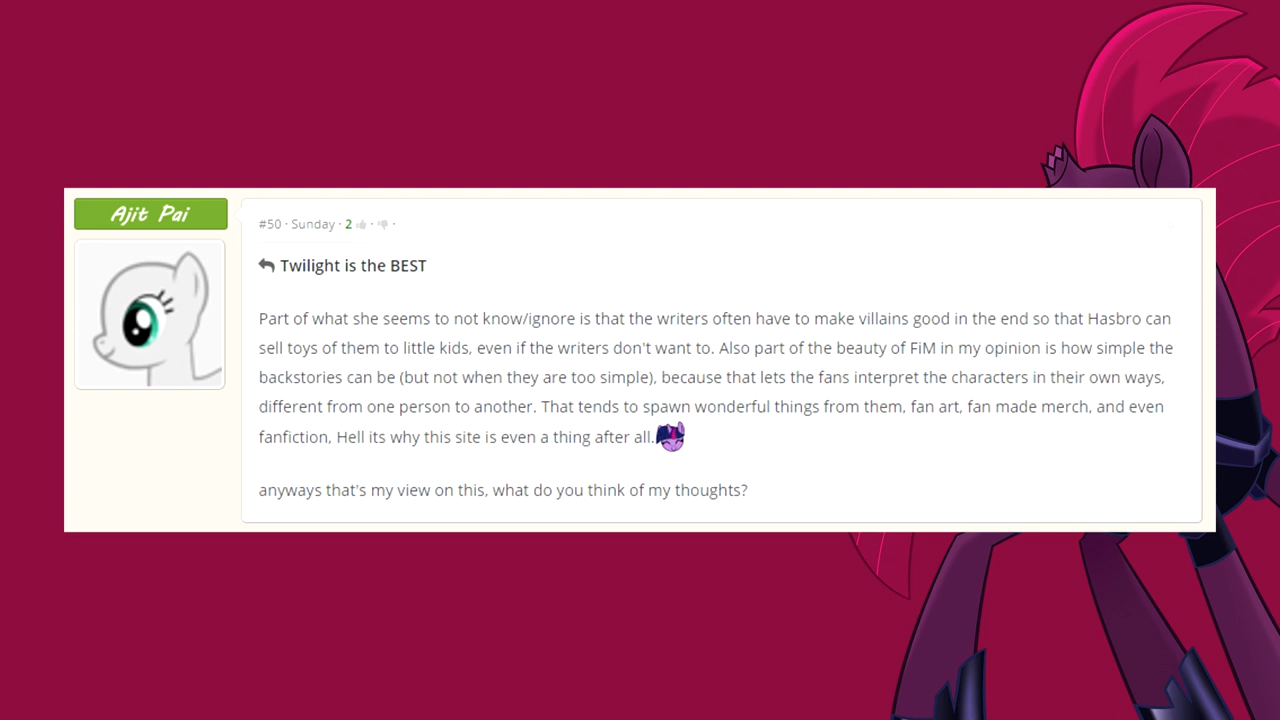 Ajit Pai
#50 · Sunday · 2 · ·
Twilight is the BEST
Part of what she seems to not know/ignore is that the writers often have to make villains good in the end so that Hasbro can
sell toys of them to little kids, even if the writers don't want to. Also part of the beauty of FiM in my opinion is how simple the
backstories can be (but not when they are too simple), because that lets the fans interpret the characters in their own ways,
different from one person to another. That tends to spawn wonderful things from them, fan art, fan made merch, and even
fanfiction, Hell its why this site is even a thing after all.
anyways that's my view on this, what do you think of my thoughts?